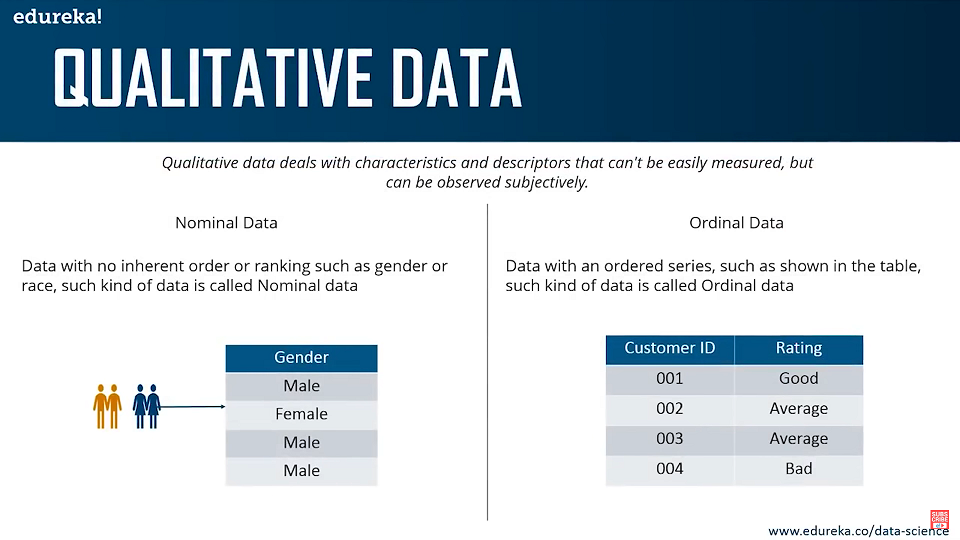 edureka!
QUALITATIVE DATA
Qualitative data deals with characteristics and descriptors that can't be easily measured, but
can be observed subjectively.
Nominal Data
Data with no inherent order or ranking such as gender or
race, such kind of data is called Nominal data
Gender
Male
Female
Male
Male
Ordinal Data
Data with an ordered series, such as shown in the table,
such kind of data is called Ordinal data
Customer ID Rating
001 Good
002 Average
003 Average
004 Bad
SUBS
CRIBE
www.edureka.co/data-science